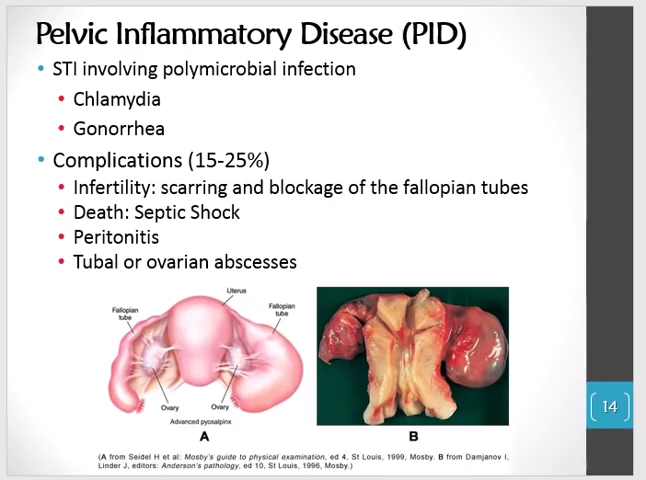 Pelvic Inflammatory Disease (PID)
• STI involving polymicrobial infection
• Chlamydia
• Gonorrhea
• Complications (15-25%)
• Infertility: scarring and blockage of the fallopian tubes
• Death: Septic Shock
• Peritonitis
• Tubal or ovarian abscesses
Uterus
Fallopian
tube
Fallopian
tube
Ovary
Ovary
Advanced pyosalpinx
A
B
(A from Seidel H et al: Mosby's guide to physical examination, ed 4, St Louis, 1999, Mosby. B from Damjanov I,
Linder J, editors: Anderson's pathology, ed 10, St Louis, 1996, Mosby.)
14